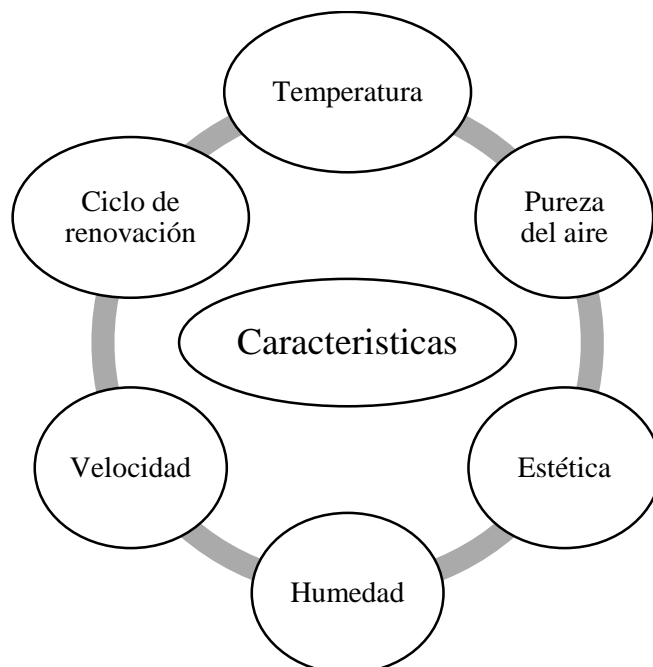 Temperatura
Ciclo de
renovación
Pureza
del aire
Caracteristicas
Velocidad
Estética
Humedad